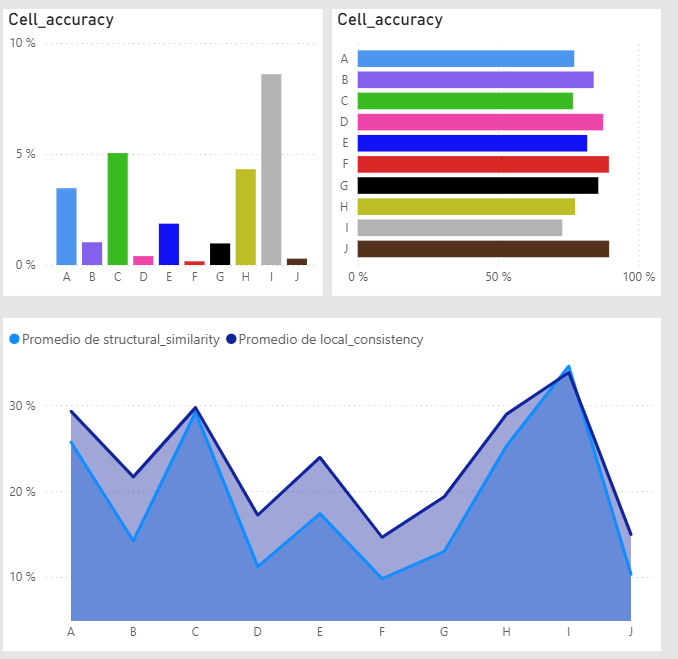 Cell_accuracy
10 %
5 %
0 %
A B C D E F G H I J
Cell_accuracy
A
B
C
D
E
F
G
H
I
J
0 % 50 % 100 %
Promedio de structural_similarity Promedio de local_consistency
30 %
20 %
10 %
A B C D E F G H I J